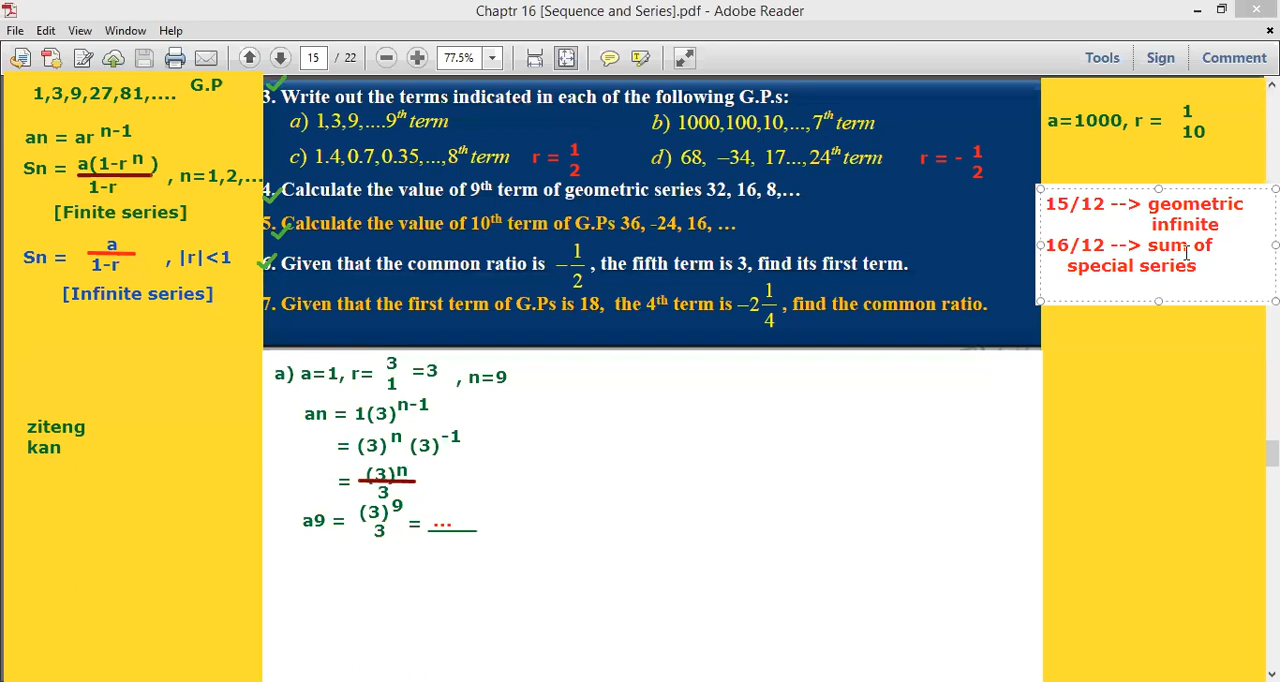 Chaptr 16 [Sequence and Series].pdf - Adobe Reader
File Edit View Window Help
15 / 22 77.5% Tools Sign Comment
1,3,9,27,81,.... G.P
an = ar n-1
Sn = a(1-r n) / 1-r , n=1,2,...
[Finite series]
Sn = a / 1-r , |r|<1
[Infinite series]
ziteng
kan
3. Write out the terms indicated in each of the following G.P.s:
a) 1,3,9,....9th term b) 1000,100,10,...,7th term
c) 1.4,0.7,0.35,...,8th term r = 1/2 d) 68, −34, 17...,24th term r = - 1/2
4. Calculate the value of 9th term of geometric series 32, 16, 8,...
5. Calculate the value of 10th term of G.Ps 36, -24, 16, ...
6. Given that the common ratio is −1/2 , the fifth term is 3, find its first term.
7. Given that the first term of G.Ps is 18, the 4th term is −2 1/4 , find the common ratio.
a) a=1, r= 3/1 =3 , n=9
an = 1(3) n-1
= (3) n (3) -1
= (3)n / 3
a9 = (3) 9 / 3 = ...
a=1000, r = 1/10
15/12 --> geometric
infinite
16/12 --> sum of
special series